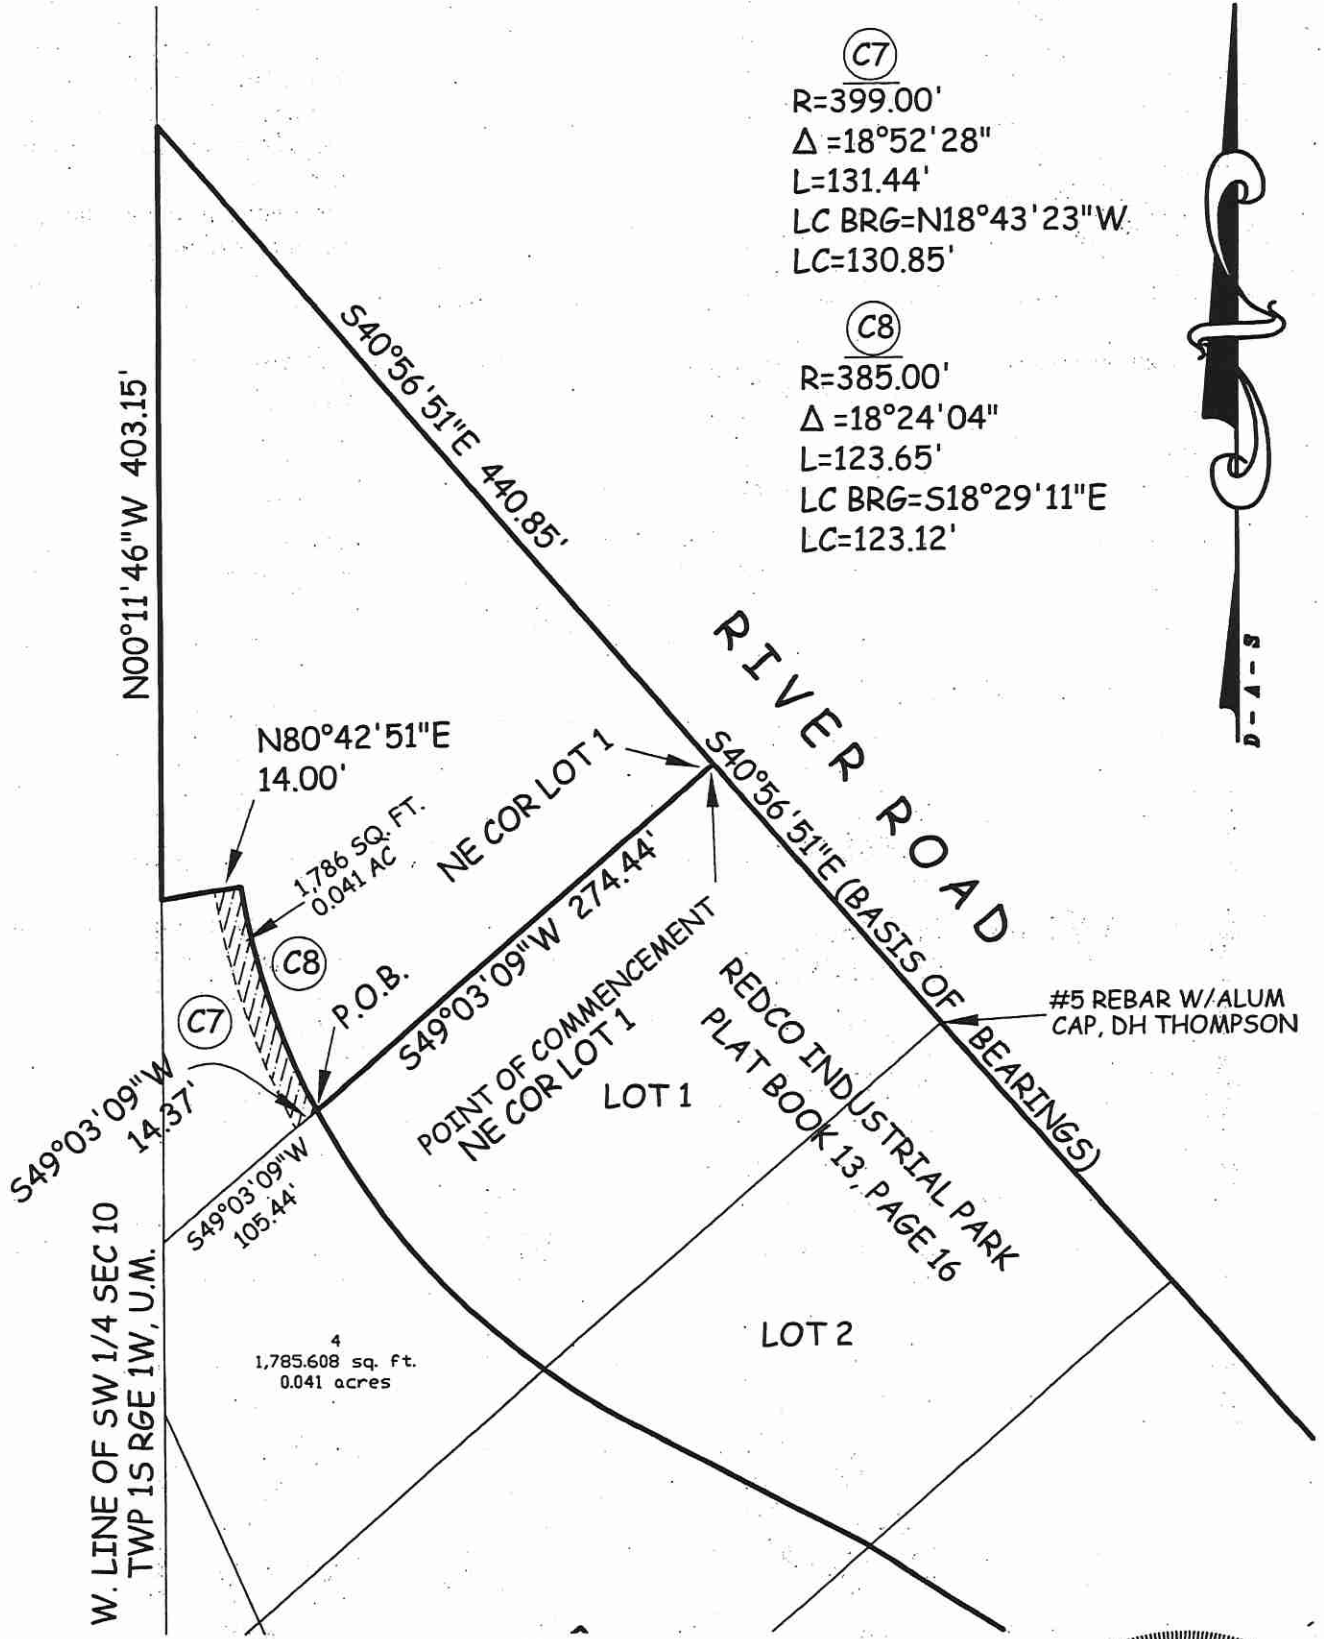 C7
R=399.00'
Δ=18°52'28"
L=131.44'
LC BRG=N18°43'23"W
LC=130.85'
C8
R=385.00'
Δ=18°24'04"
L=123.65'
LC BRG=S18°29'11"E
LC=123.12'
D-A-S
N00°11'46"W 403.15'
S40°56'51"E 440.85'
RIVER ROAD
N80°42'51"E
14.00'
1,786 SQ. FT.
0.041 AC
NE COR LOT 1
S40°56'51"E (BASIS OF BEARINGS)
C8
C7
P.O.B.
S49°03'09"W 274.44'
POINT OF COMMENCEMENT
NE COR LOT 1
LOT 1
REDCO INDUSTRIAL PARK
PLAT BOOK 13, PAGE 16
#5 REBAR W/ALUM
CAP, DH THOMPSON
S49°03'09"W
14.37'
S49°03'09"W
105.44'
W. LINE OF SW 1/4 SEC 10
TWP 1S RGE 1W, U.M.
4
1,785.608 sq. ft.
0.041 acres
LOT 2